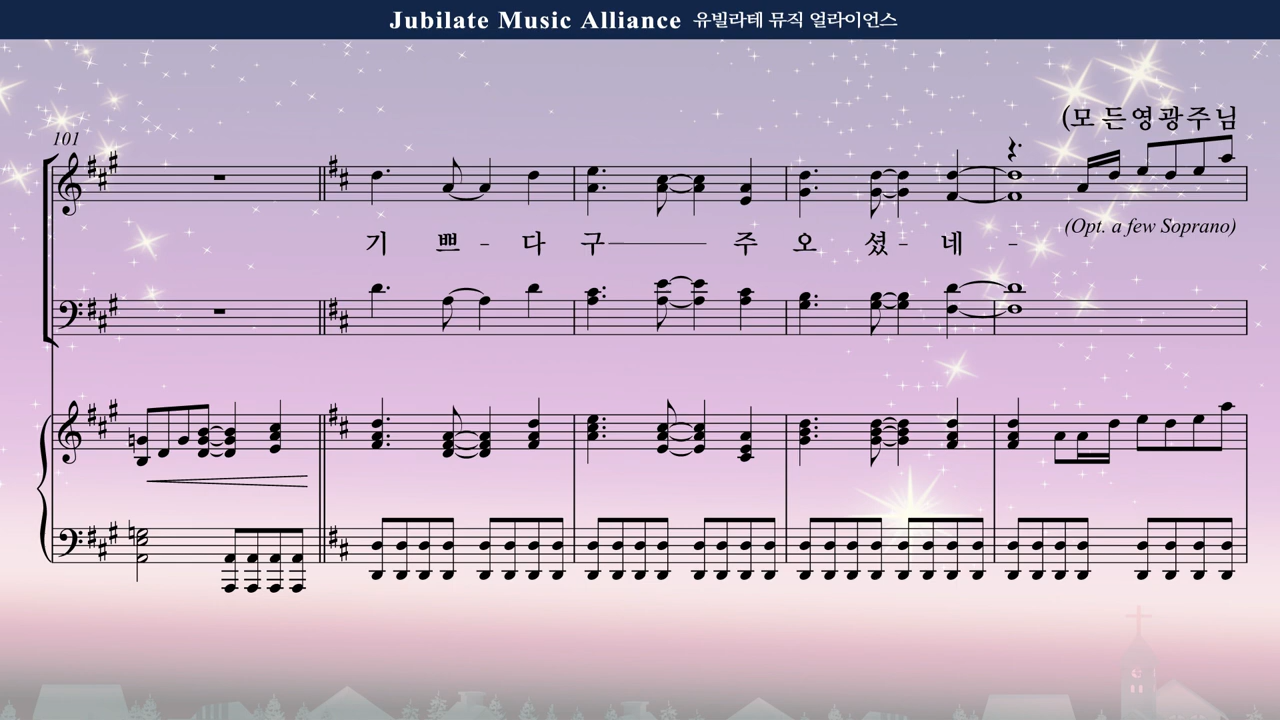 Jubilate Music Alliance 유빌라테 뮤직 얼라이언스
(모 든 영 광 주 님
101
(Opt. a few Soprano)
기 쁘 - 다 구 주 오 셨 - 네 -